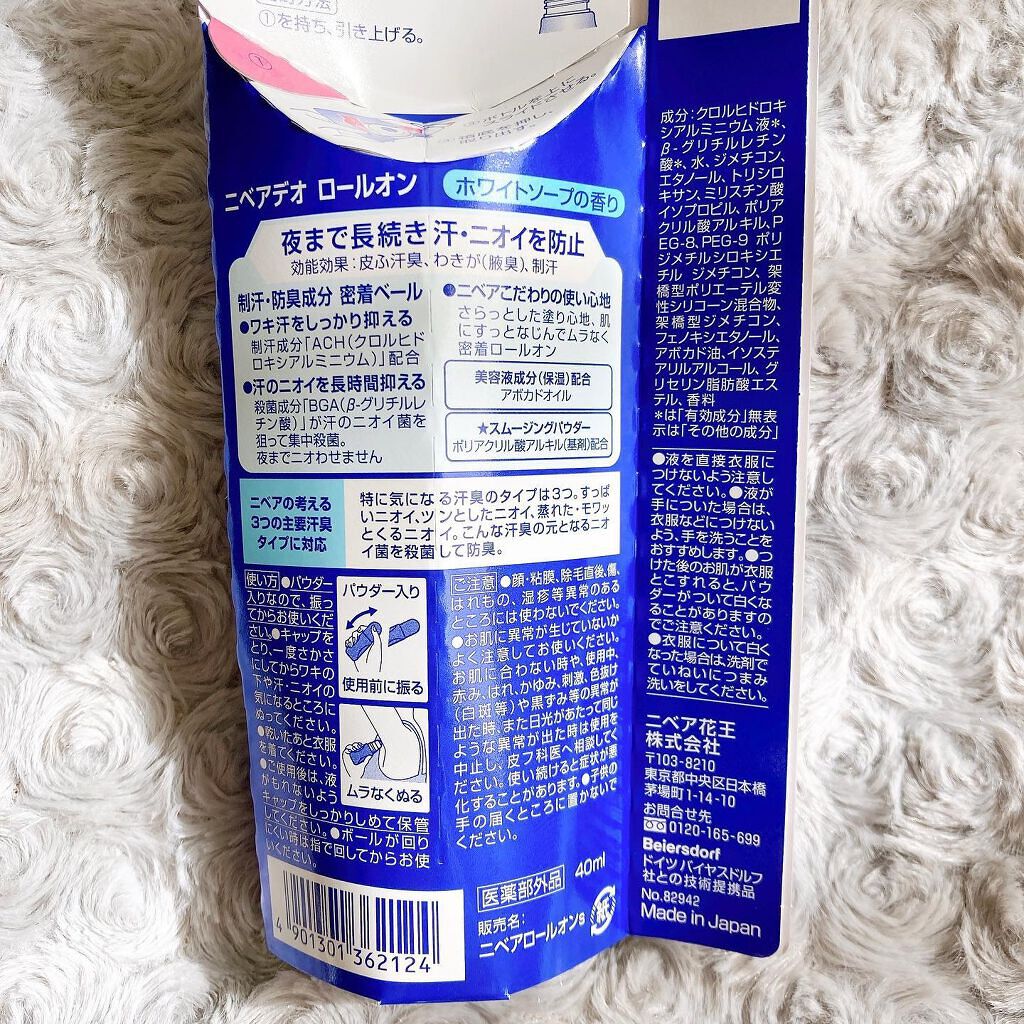 ①を持ち、引き上げる。
①
ニベアデオ ロールオン
ホワイトソープの香り
夜まで長続き 汗・ニオイを防止
効能効果：皮ふ汗臭、わきが（腋臭）、制汗
制汗・防臭成分 密着ベール
●ワキ汗をしっかり抑える
制汗成分「ACH（クロルヒド
ロキシアルミニウム）」配合
●汗のニオイを長時間抑える
殺菌成分「BGA（β-グリチルレ
チン酸）」が汗のニオイ菌を
狙って集中殺菌。
夜までニオわせません
●ニベアこだわりの使い心地
さらっとした塗り心地、肌
にすっとなじんでムラなく
密着ロールオン
美容液成分（保湿）配合
アボカドオイル
★スムージングパウダー
ポリアクリル酸アルキル(基剤)配合
ニベアの考える
3つの主要汗臭
タイプに対応
特に気になる汗臭のタイプは3つ。すっぱ
いニオイ、ツンとしたニオイ、蒸れた・モワッ
とくるニオイ。こんな汗臭の元となるニオ
イ菌を殺菌して防臭。
使い方 ●パウダー
入りなので、振っ
てからお使いくだ
さい。●キャップを
とり、一度さかさ
にしてからワキの
下や汗・ニオイの
気になるところに
ぬってください。
●乾いたあと衣服
を着てください。
●ご使用後は、液
がもれないよう
キャップをしっかりしめて保管
してください。●ボールが回り
にくい時は指で回してからお使
いください。
パウダー入り
使用前に振る
ムラなくぬる
ご注意 ●顔・粘膜、除毛直後、傷、
はれもの、湿疹等異常のある
ところには使わないでください。
●お肌に異常が生じていないか
よく注意してお使いください。
お肌に合わない時や、使用中、
赤み、はれ、かゆみ、刺激、色抜け
（白斑等）や黒ずみ等の異常が
出た時、また日光があたって同じ
ような異常が出た時は使用を
中止し、皮フ科医へ相談してく
ださい。使い続けると症状が悪
化することがあります。●子供の
手の届くところに置かないで
ください。
医薬部外品 40ml
販売名：
ニベアロールオンs
紙
4 901301 362124
成分：クロルヒドロキ
シアルミニウム液*、
β-グリチルレチン
酸*、水、ジメチコン、
エタノール、トリシロ
キサン、ミリスチン酸
イソプロピル、ポリア
クリル酸アルキル、P
EG-8、PEG-9 ポリ
ジメチルシロキシエ
チル ジメチコン、架
橋型ポリエーテル変
性シリコーン混合物、
架橋型ジメチコン、
フェノキシエタノール、
アボカド油、イソステ
アリルアルコール、グ
リセリン脂肪酸エス
テル、香料
*は「有効成分」無表
示は「その他の成分」
●液を直接衣服に
つけないよう注意し
てください。●液が
手についた場合は、
衣服などにつけない
よう、手を洗うことを
おすすめします。●つ
けた後のお肌が衣服
とこすれると、パウ
ダーがついて白くな
ることがありますの
でご注意ください。
●衣服について白く
なった場合は、洗剤で
ていねいにつまみ
洗いをしてください。
ニベア花王
株式会社
〒103-8210
東京都中央区日本橋
茅場町1-14-10
お問合せ先
0120-165-699
Beiersdorf
ドイツ バイヤスドルフ
社との技術提携品
No.82942
Made in Japan